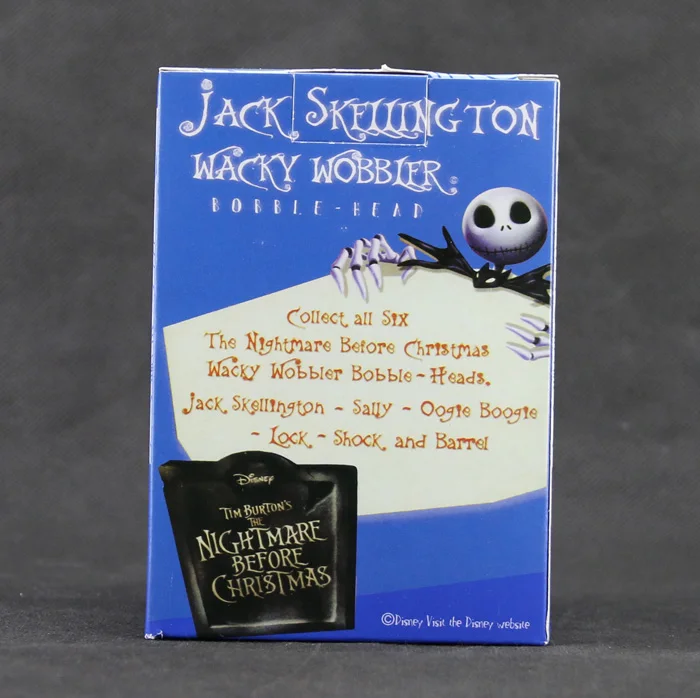 Jack Skellington
Wacky Wobbler
BOBBLE-HEAD
Collect all Six
The Nightmare Before Christmas
Wacky Wobbler Bobble-Heads.
Jack Skellington - Sally - Oogie Boogie
- Lock - Shock and Barrel
Disney
TIM BURTON'S
THE
NIGHTMARE
BEFORE
CHRISTMAS
©Disney Visit the Disney website